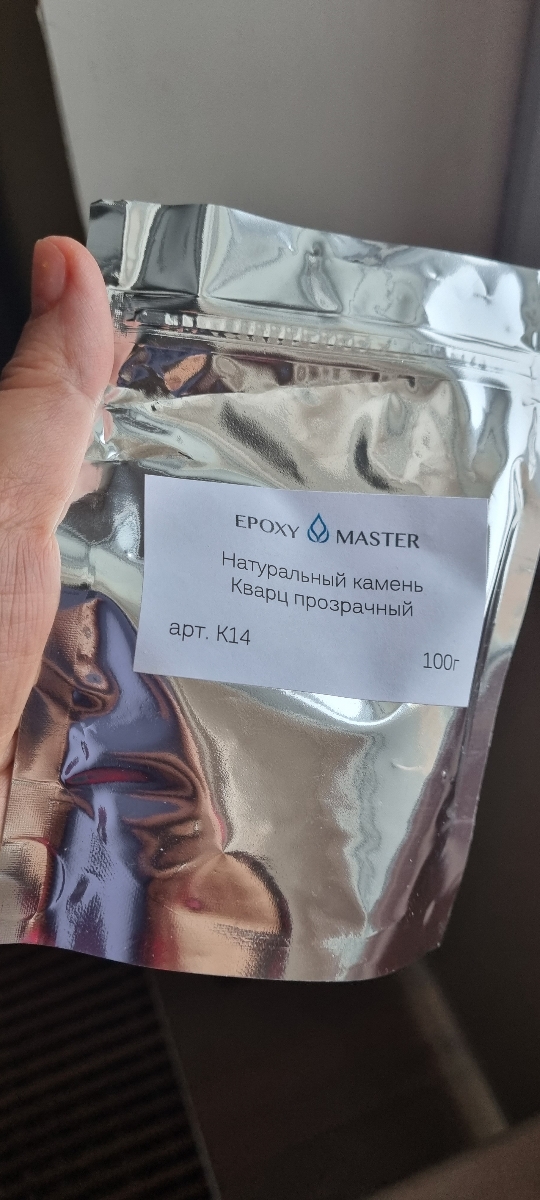 EPOXY MASTER
Натуральный камень
Кварц прозрачный
арт. К14
100г